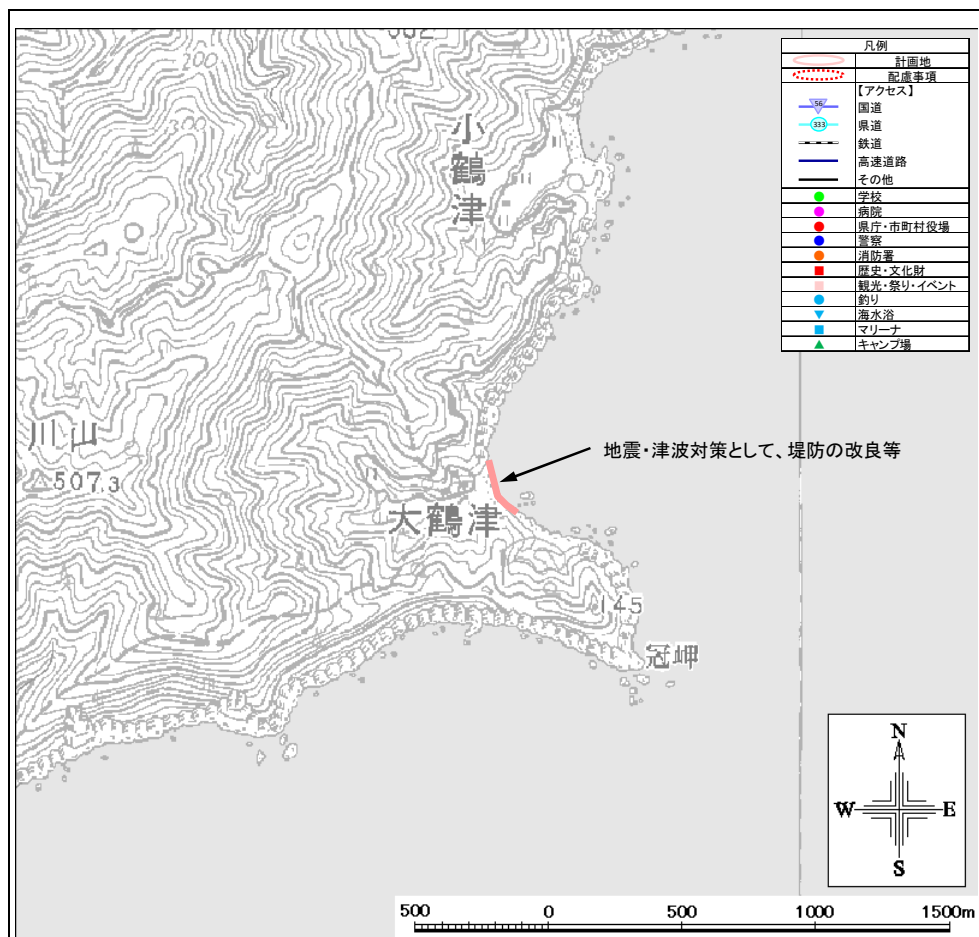 凡例
計画地
配慮事項
【アクセス】
56
国道
333
県道
鉄道
高速道路
その他
学校
病院
県庁・市町村役場
警察
消防署
歴史・文化財
観光・祭り・イベント
釣り
海水浴
マリーナ
キャンプ場
200
小鶴津
川山
507.3
地震・津波対策として、堤防の改良等
大鶴津
145
冠岬
N
W E
S
500 0 500 1000 1500m